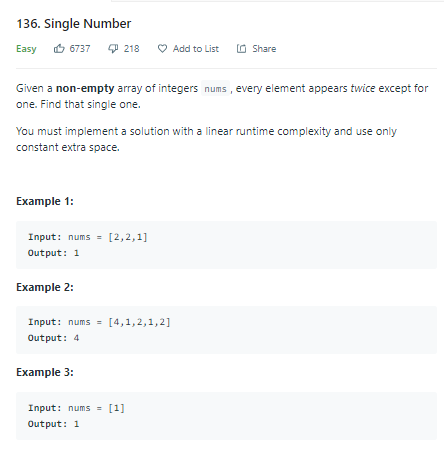 136. Single Number
Easy 6737 218 Add to List Share
Given a non-empty array of integers nums , every element appears twice except for
one. Find that single one.
You must implement a solution with a linear runtime complexity and use only
constant extra space.
Example 1:
Input: nums = [2,2,1]
Output: 1
Example 2:
Input: nums = [4,1,2,1,2]
Output: 4
Example 3:
Input: nums = [1]
Output: 1